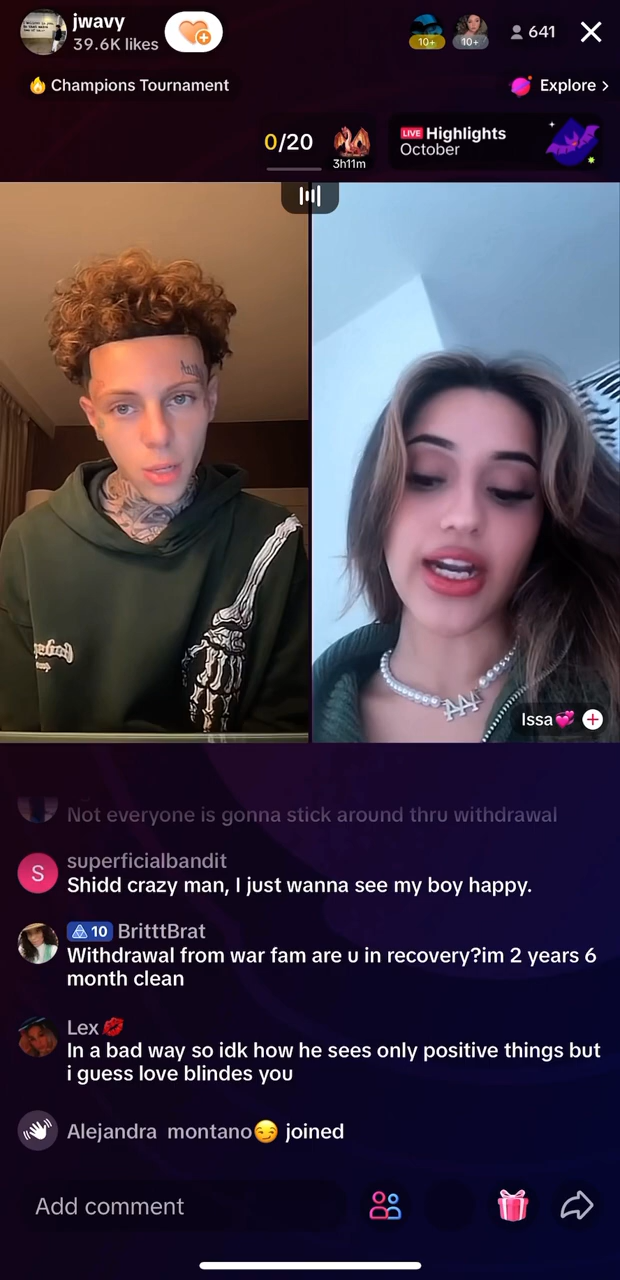 jwavy
39.6K likes
10+
10+
641
Champions Tournament
Explore >
0/20
3h11m
LIVE Highlights
October
Issa💞
Not everyone is gonna stick around thru withdrawal
S
superficialbandit
Shidd crazy man, I just wanna see my boy happy.
10 BritttBrat
Withdrawal from war fam are u in recovery?im 2 years 6
month clean
Lex💋
In a bad way so idk how he sees only positive things but
i guess love blindes you
Alejandra montano😏 joined
Add comment